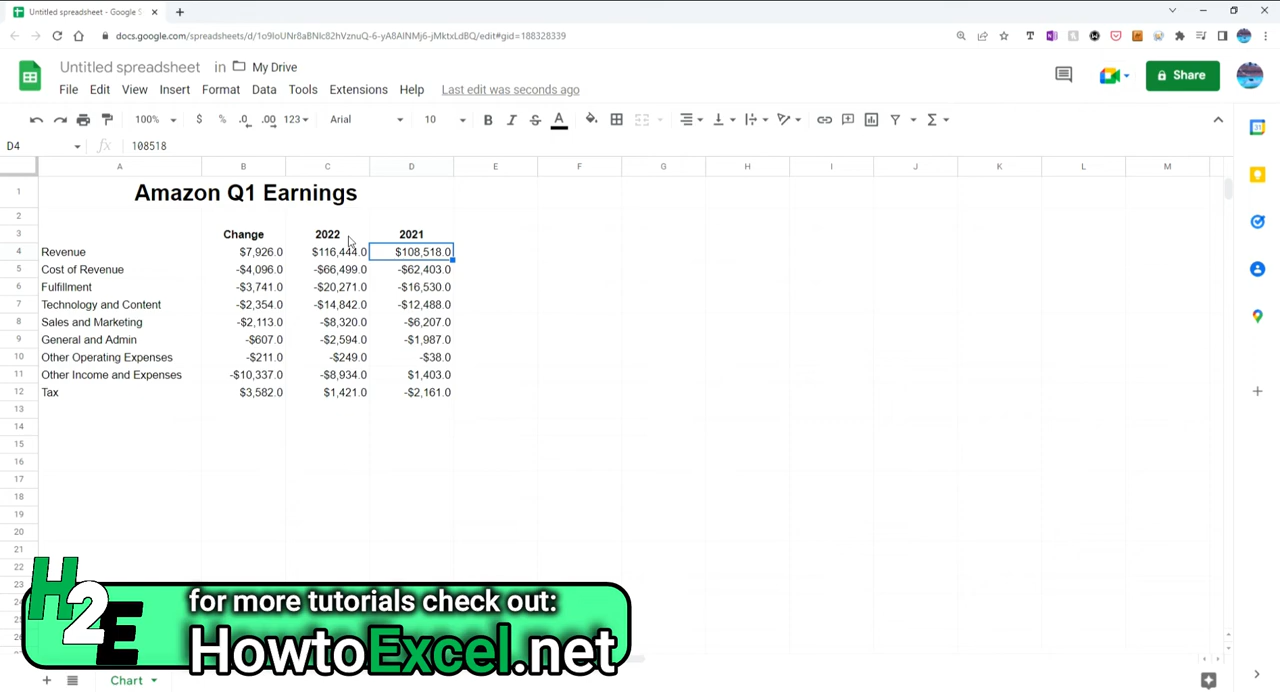 Untitled spreadsheet - Google S
docs.google.com/spreadsheets/d/1o9IoUNr8aBNlc82hVznuQ-6-yA8AlNMj6-jMktxLdBQ/edit#gid=188328339
Untitled spreadsheet in My Drive
File Edit View Insert Format Data Tools Extensions Help Last edit was seconds ago
Share
100% $ % .0 .00 123 Arial 10 B I S A Σ
D4 fx 108518
A B C D E F G H I J K L M
1 Amazon Q1 Earnings
2
3 Change 2022 2021
4 Revenue $7,926.0 $116,444.0 $108,518.0
5 Cost of Revenue -$4,096.0 -$66,499.0 -$62,403.0
6 Fulfillment -$3,741.0 -$20,271.0 -$16,530.0
7 Technology and Content -$2,354.0 -$14,842.0 -$12,488.0
8 Sales and Marketing -$2,113.0 -$8,320.0 -$6,207.0
9 General and Admin -$607.0 -$2,594.0 -$1,987.0
10 Other Operating Expenses -$211.0 -$249.0 -$38.0
11 Other Income and Expenses -$10,337.0 -$8,934.0 $1,403.0
12 Tax $3,582.0 $1,421.0 -$2,161.0
13
14
15
16
17
18
19
20
21
22
23
H2E
for more tutorials check out:
HowtoExcel.net
Chart